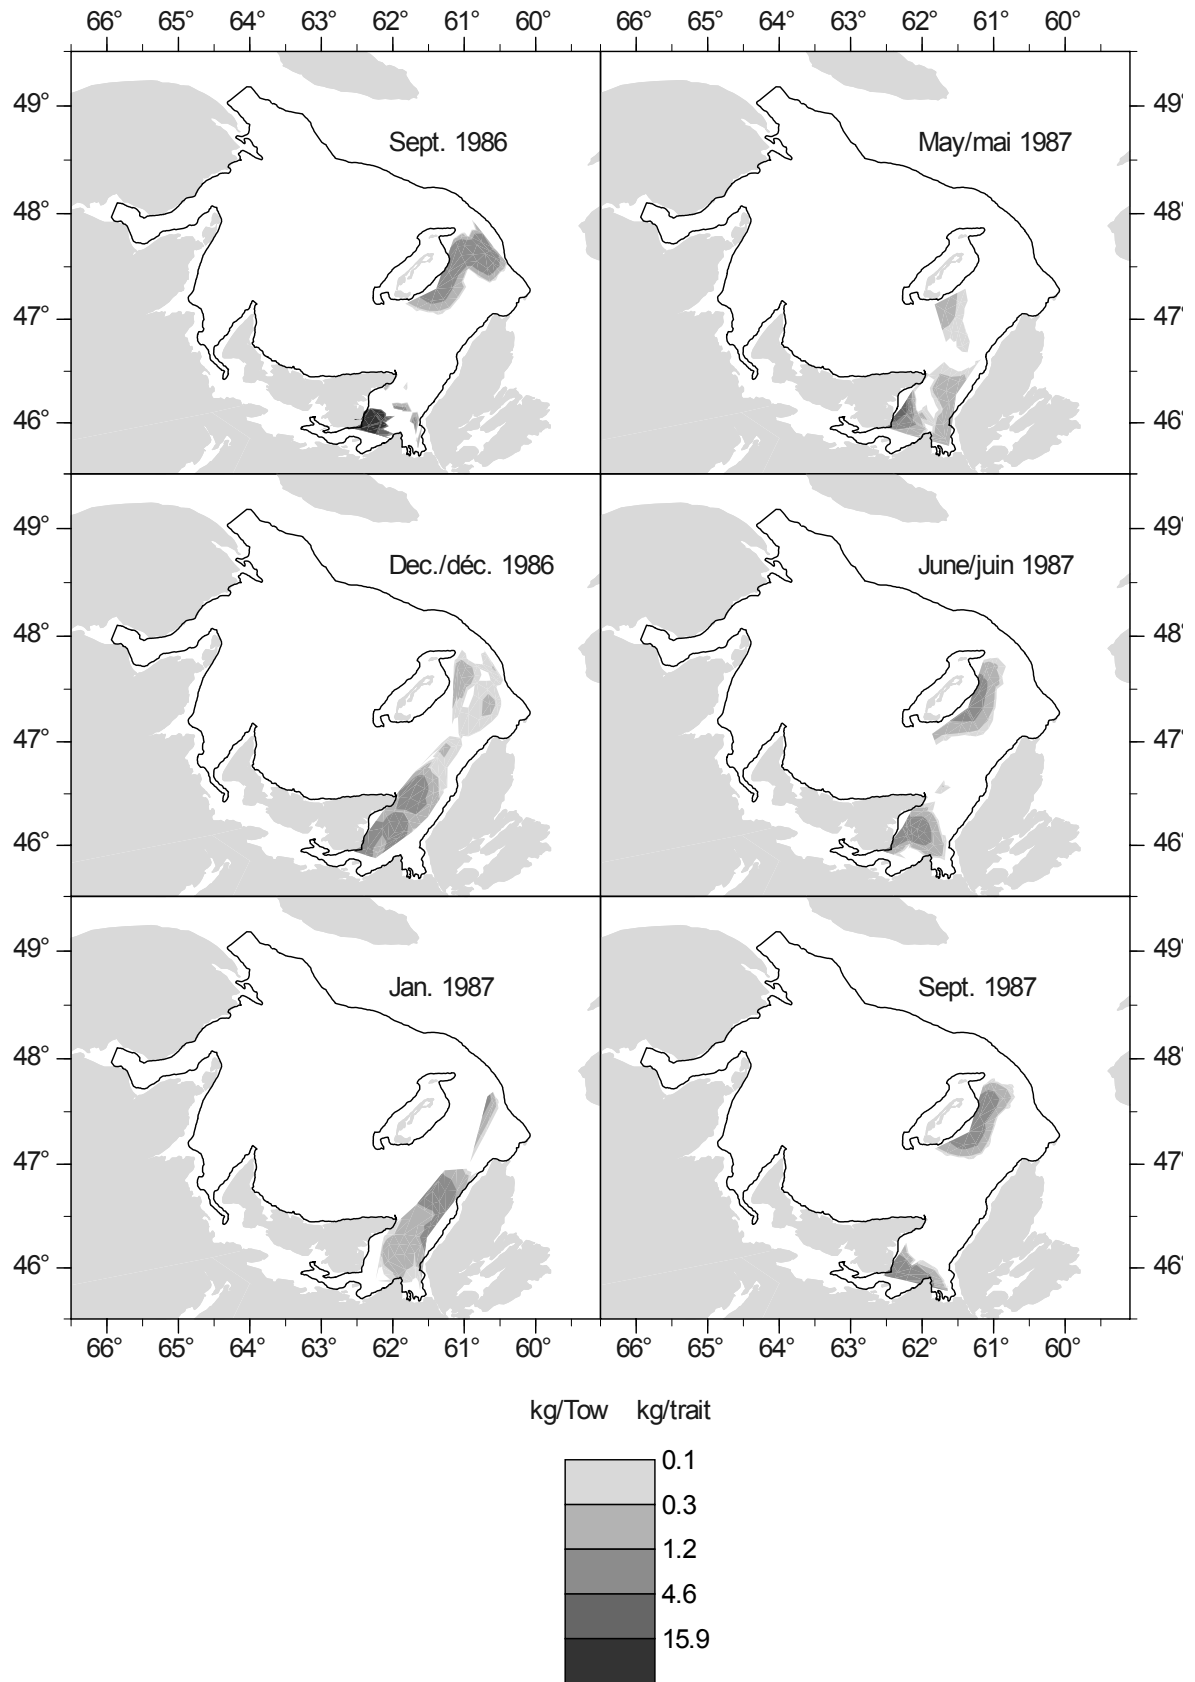 66° 65° 64° 63° 62° 61° 60° 66° 65° 64° 63° 62° 61° 60°
49° 49°
Sept. 1986 May/mai 1987
48° 48°
47° 47°
46° 46°
49° 49°
Dec./déc. 1986 June/juin 1987
48° 48°
47° 47°
46° 46°
49° 49°
Jan. 1987 Sept. 1987
48° 48°
47° 47°
46° 46°
66° 65° 64° 63° 62° 61° 60° 66° 65° 64° 63° 62° 61° 60°
kg/Tow kg/trait
0.1
0.3
1.2
4.6
15.9